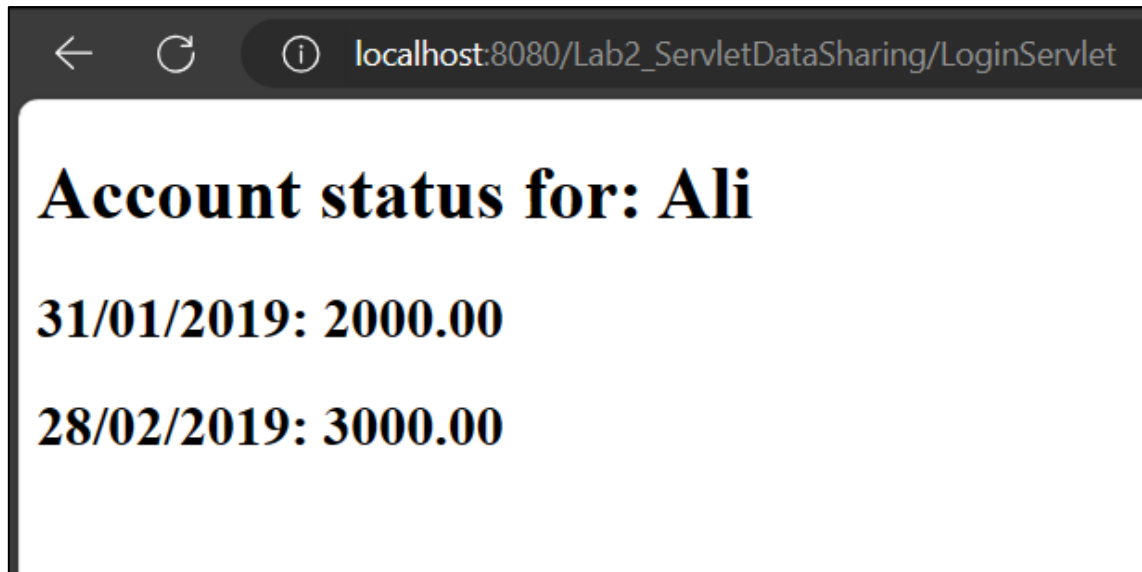 localhost:8080/Lab2_ServletDataSharing/LoginServlet
Account status for: Ali
31/01/2019: 2000.00
28/02/2019: 3000.00